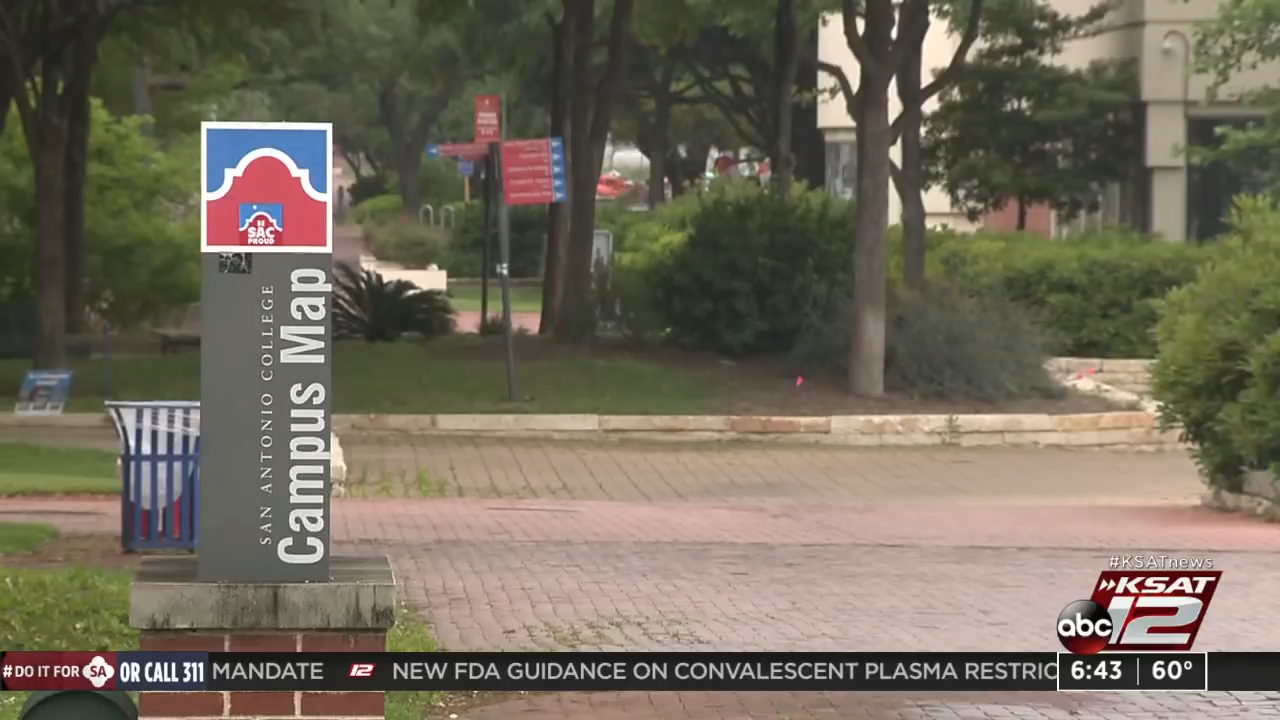 BE
SAC
PROUD
SAN ANTONIO COLLEGE
Campus Map
#KSATnews
KSAT
abc 12
#DO IT FOR SA OR CALL 311 MANDATE 12 NEW FDA GUIDANCE ON CONVALESCENT PLASMA RESTRIC
6:43 60°